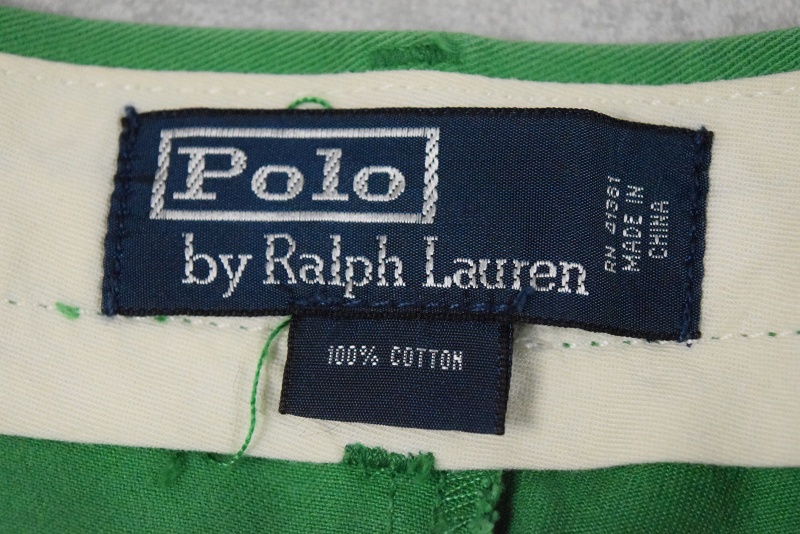 Polo
by Ralph Lauren
RN 41381
MADE IN
CHINA
100% COTTON